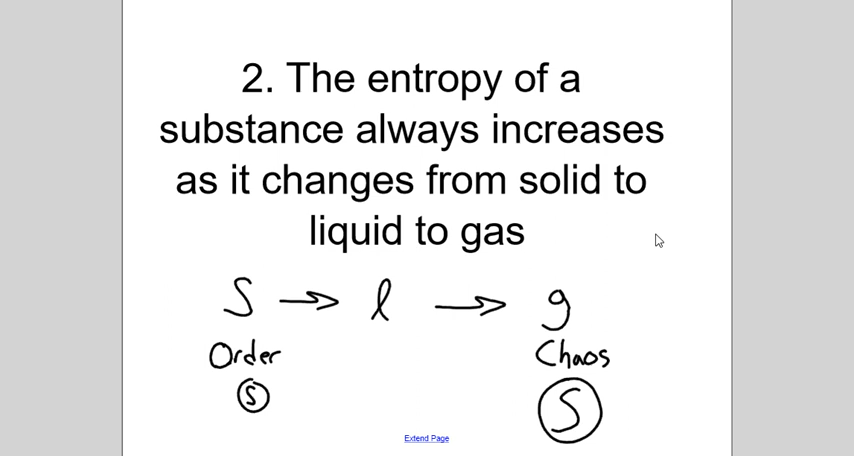 2. The entropy of a
substance always increases
as it changes from solid to
liquid to gas
S → l → g
Order Chaos
S S
Extend Page